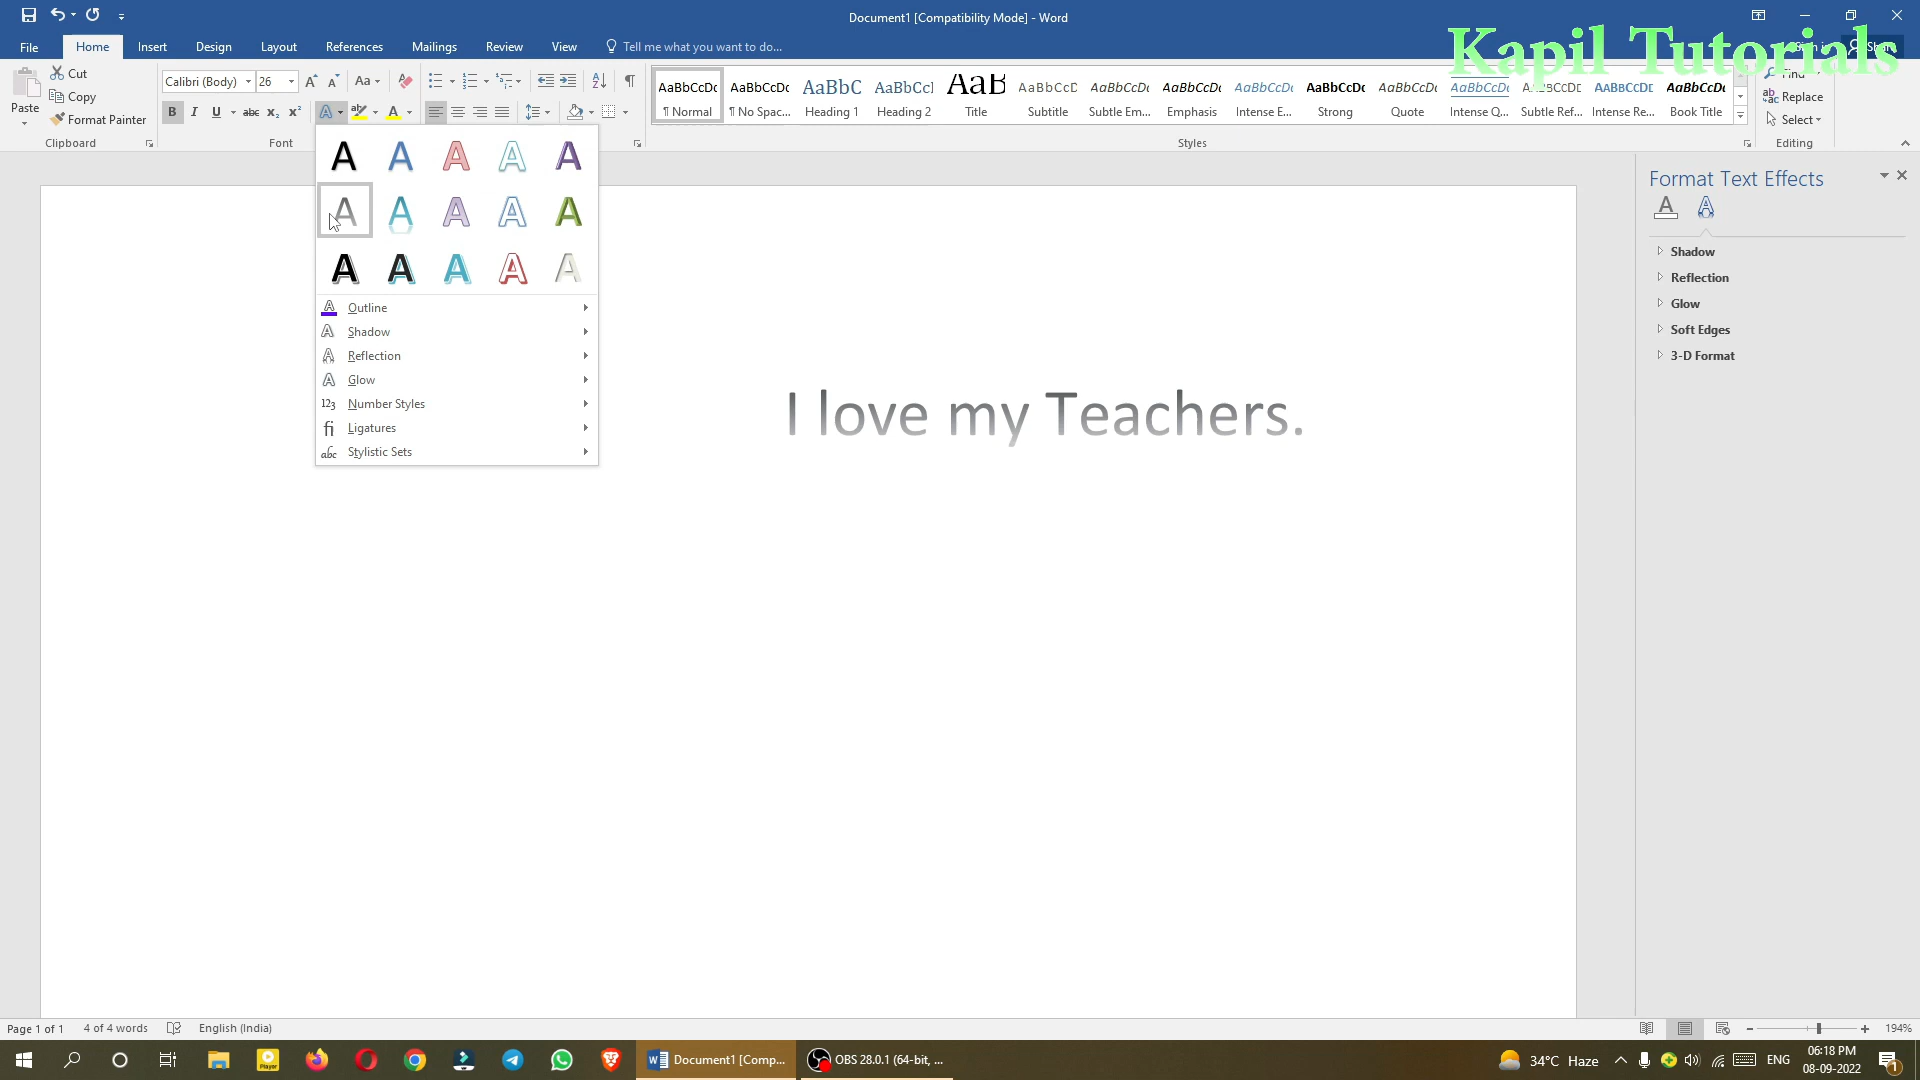 Document1 [Compatibility Mode] - Word
Kapil Tutorials
File Home Insert Design Layout References Mailings Review View Tell me what you want to do...
Cut
Copy
Format Painter
Paste
Clipboard
Calibri (Body) 26
Font
AaBbCcDc AaBbCcDc AaBbC AaBbCcl AaB AaBbCcD AaBbCcDc AaBbCcDc AaBbCcDc AaBbCcDc AaBbCcDc AaBbCcDc AABBCCDE AABBCCDE AaBbCcDc
¶ Normal ¶ No Spac... Heading 1 Heading 2 Title Subtitle Subtle Em... Emphasis Intense E... Strong Quote Intense Q... Subtle Ref... Intense Re... Book Title
Styles
Find
Replace
Select
Editing
Outline
Shadow
Reflection
Glow
Number Styles
Ligatures
Stylistic Sets
I love my Teachers.
Format Text Effects
Shadow
Reflection
Glow
Soft Edges
3-D Format
Page 1 of 1 4 of 4 words English (India) 194%
Document1 [Comp... OBS 28.0.1 (64-bit, ... 34°C Haze ENG 06:18 PM
08-09-2022